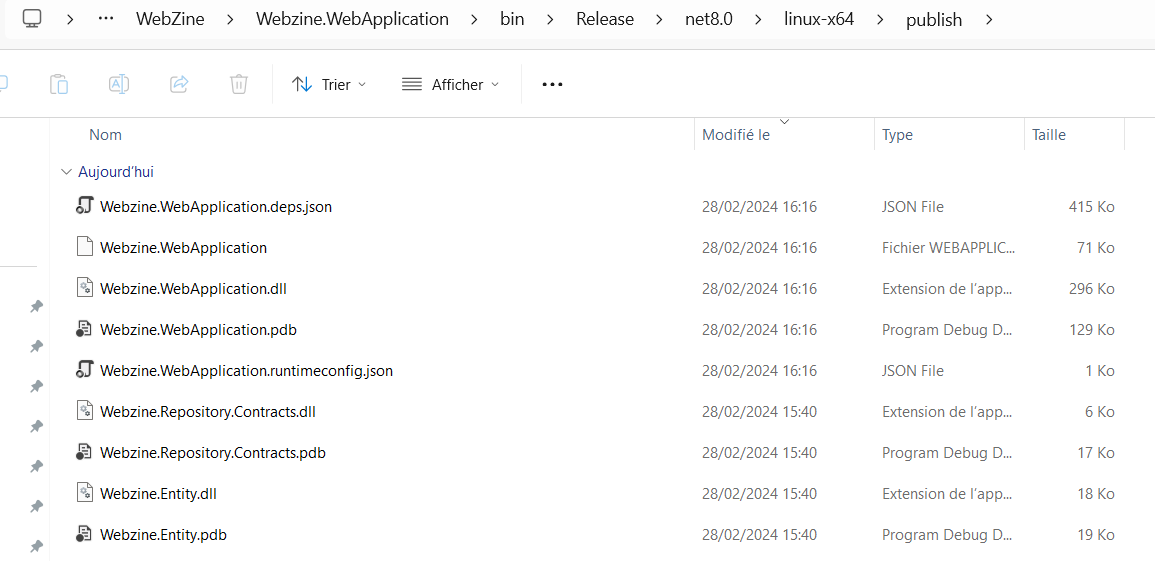 WebZine > Webzine.WebApplication > bin > Release > net8.0 > linux-x64 > publish >
Trier Afficher
Nom Modifié le Type Taille
Aujourd'hui
Webzine.WebApplication.deps.json 28/02/2024 16:16 JSON File 415 Ko
Webzine.WebApplication 28/02/2024 16:16 Fichier WEBAPPLIC... 71 Ko
Webzine.WebApplication.dll 28/02/2024 16:16 Extension de l'app... 296 Ko
Webzine.WebApplication.pdb 28/02/2024 16:16 Program Debug D... 129 Ko
Webzine.WebApplication.runtimeconfig.json 28/02/2024 16:16 JSON File 1 Ko
Webzine.Repository.Contracts.dll 28/02/2024 15:40 Extension de l'app... 6 Ko
Webzine.Repository.Contracts.pdb 28/02/2024 15:40 Program Debug D... 17 Ko
Webzine.Entity.dll 28/02/2024 15:40 Extension de l'app... 18 Ko
Webzine.Entity.pdb 28/02/2024 15:40 Program Debug D... 19 Ko